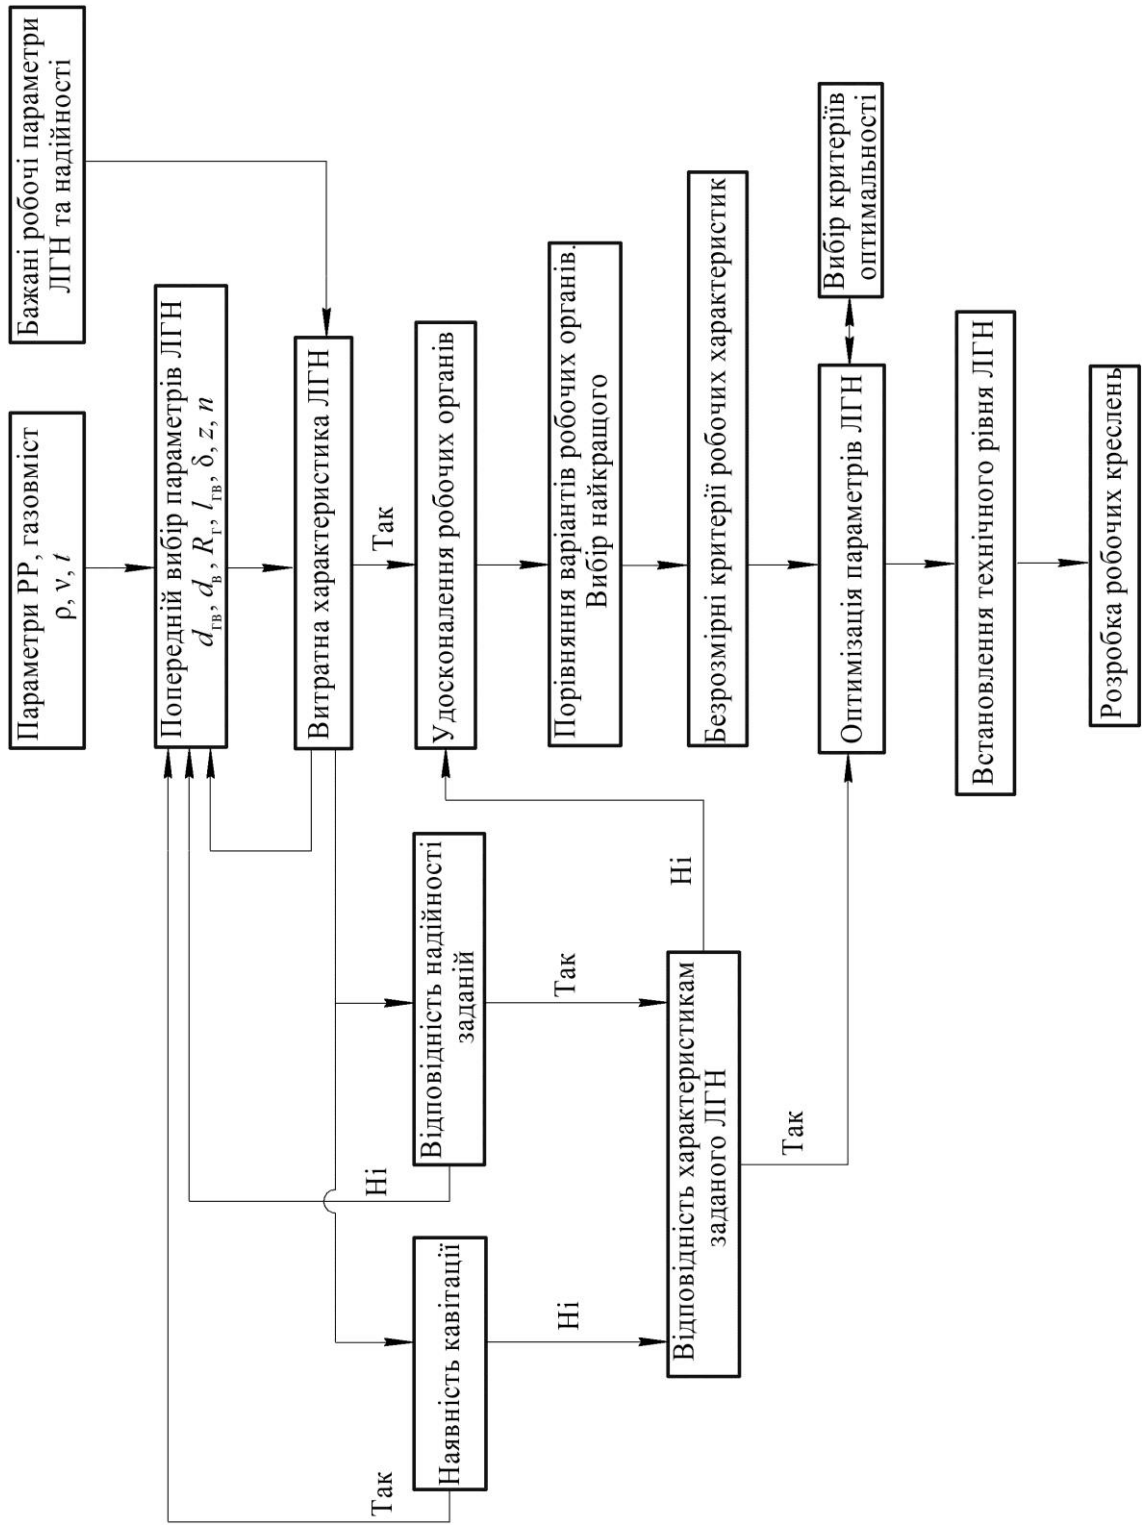 Параметри РР, газовміст
ρ, ν, t
Бажані робочі параметри
ЛГН та надійності
Попередній вибір параметрів ЛГН
dгв, dв, Rг, lгв, δ, z, n
Витратна характеристика ЛГН
Так
Удосконалення робочих органів
Порівняння варіантів робочих органів.
Вибір найкращого
Безрозмірні критерії робочих характеристик
Оптимізація параметрів ЛГН
Вибір критеріїв
оптимальності
Встановлення технічного рівня ЛГН
Розробка робочих креслень
Наявність кавітації
Так
Ні
Відповідність надійності
заданій
Ні
Так
Відповідність характеристикам
заданого ЛГН
Ні
Так